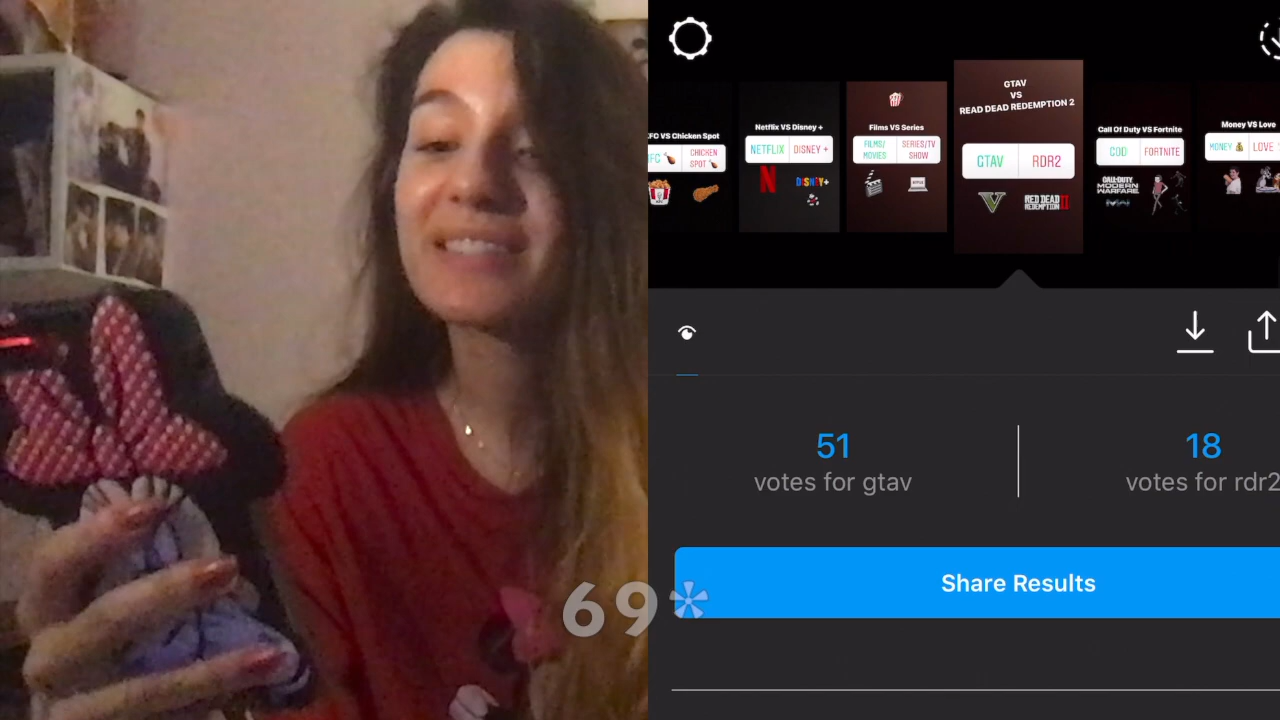 KFC VS Chicken Spot
KFC 🍗
CHICKEN
SPOT 🍗
Netflix VS Disney +
NETFLIX
DISNEY +
N
DISNEY+
Films VS Series
FILMS/
MOVIES
SERIES/TV
SHOW
GTAV
VS
READ DEAD REDEMPTION 2
GTAV
RDR2
V
RED DEAD
REDEMPTION II
Call Of Duty VS Fortnite
COD
FORTNITE
CALL OF DUTY
MODERN
WARFARE
Money VS Love
MONEY 💰
LOVE
51
votes for gtav
18
votes for rdr2
Share Results
69*